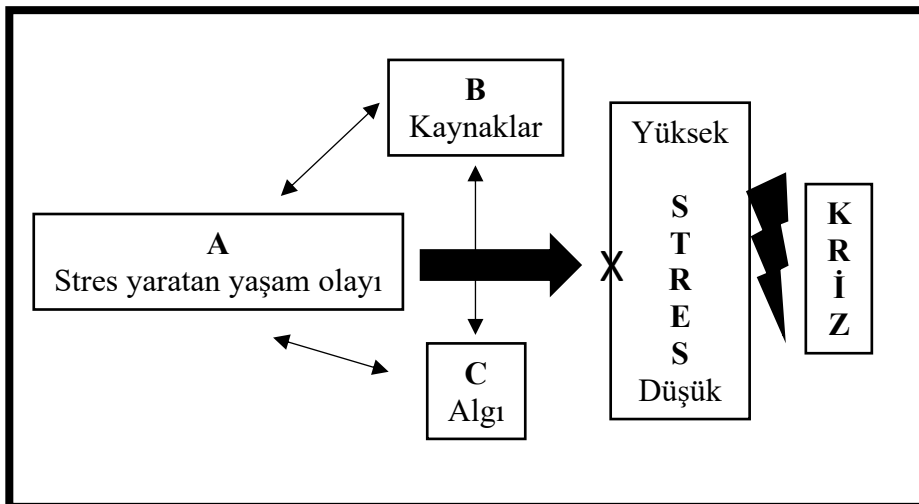 B
Kaynaklar
A
Stres yaratan yaşam olayı
C
Algı
X
Yüksek
S
T
R
E
S
Düşük
K
R
İ
Z